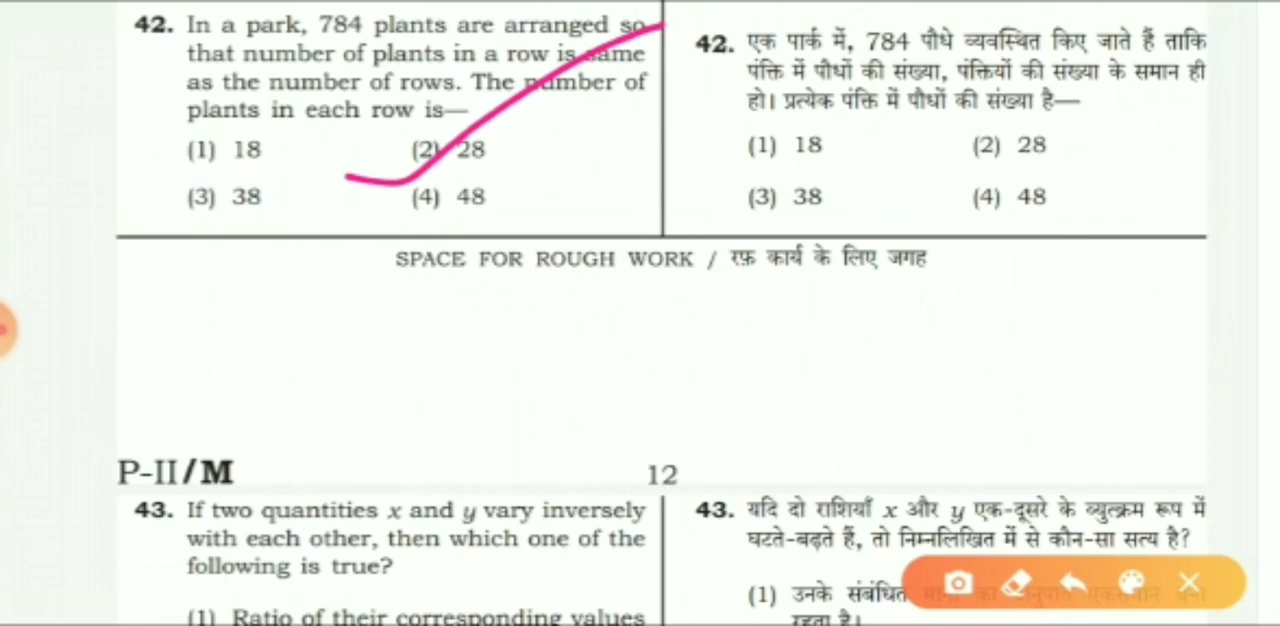 42. In a park, 784 plants are arranged so
that number of plants in a row is same
as the number of rows. The number of
plants in each row is—
(1) 18 (2) 28
(3) 38 (4) 48
42. एक पार्क में, 784 पौधे व्यवस्थित किए जाते हैं ताकि
पंक्ति में पौधों की संख्या, पंक्तियों की संख्या के समान ही
हो। प्रत्येक पंक्ति में पौधों की संख्या है—
(1) 18 (2) 28
(3) 38 (4) 48
SPACE FOR ROUGH WORK / रफ़ कार्य के लिए जगह
P-II/M 12
43. If two quantities x and y vary inversely
with each other, then which one of the
following is true?
(1) Ratio of their corresponding values
43. यदि दो राशियाँ x और y एक-दूसरे के व्युत्क्रम रूप में
घटते-बढ़ते हैं, तो निम्नलिखित में से कौन-सा सत्य है?
(1) उनके संबंधित मानों का अनुपात एकसमान बना
रहता है।